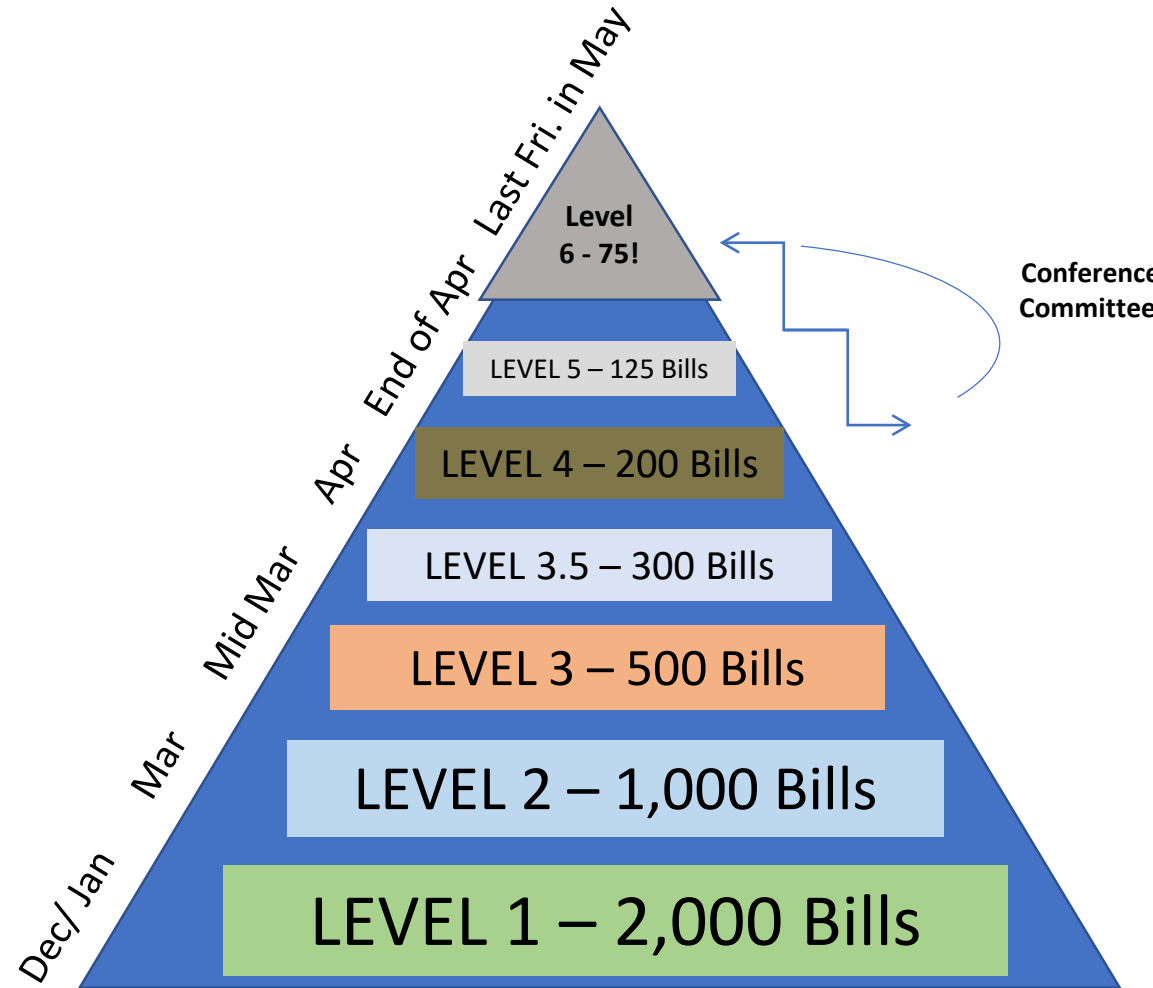 Last Fri. in May
Level
6 - 75!
Conference
Committee
End of Apr
LEVEL 5 – 125 Bills
Apr
LEVEL 4 – 200 Bills
Mid Mar
LEVEL 3.5 – 300 Bills
LEVEL 3 – 500 Bills
Mar
LEVEL 2 – 1,000 Bills
Dec/ Jan
LEVEL 1 – 2,000 Bills